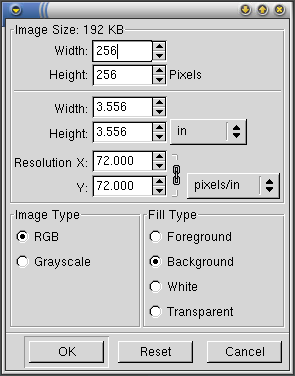 Image Size: 192 KB
Width: 256
Height: 256 Pixels
Width: 3.556
Height: 3.556 in
Resolution X: 72.000
Y: 72.000 pixels/in
Image Type
RGB
Grayscale
Fill Type
Foreground
Background
White
Transparent
OK Reset Cancel